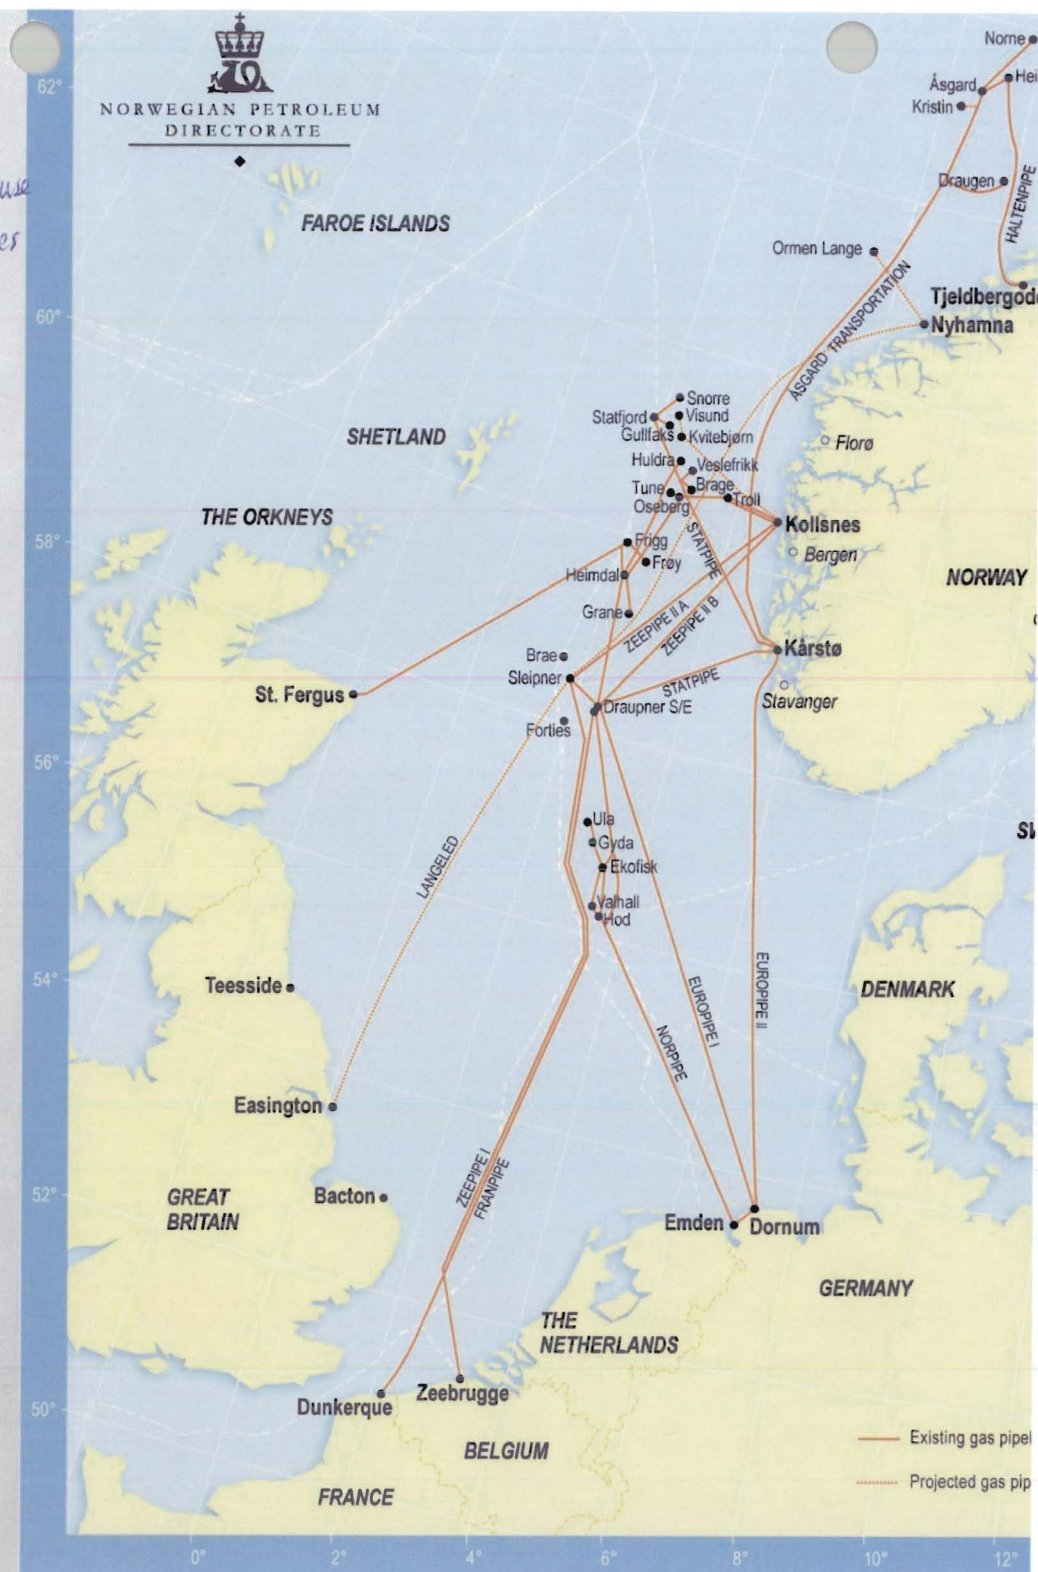 NORWEGIAN PETROLEUM
DIRECTORATE
62°
60°
58°
56°
54°
52°
50°
0°
2°
4°
6°
8°
10°
12°
Norne
Åsgard
Kristin
Draugen
HALTENPIPE
FAROE ISLANDS
Ormen Lange
ÅSGARD TRANSPORTATION
Nyhamna
Snorre
Statfjord
Visund
Gullfaks
Kvitebjørn
SHETLAND
Florø
Huldra
Veslefrikk
Tune
Brage
Oseberg
Troll
THE ORKNEYS
Kollsnes
STATPIPE
Frigg
Bergen
Frøy
Heimdal
NORWAY
Grane
ZEEPIPE II A
ZEEPIPE II B
Brae
Kårstø
Sleipner
STATPIPE
St. Fergus
Stavanger
Draupner S/E
Forties
Ula
Gyda
LANGELED
Ekofisk
Valhall
Hod
Teesside
EUROPIPE I
EUROPIPE II
DENMARK
NORPIPE
Easington
ZEEPIPE I
FRANPIPE
GREAT
BRITAIN
Bacton
Emden
Dornum
GERMANY
THE
NETHERLANDS
Zeebrugge
Dunkerque
BELGIUM
FRANCE
Existing gas pipel
Projected gas pip